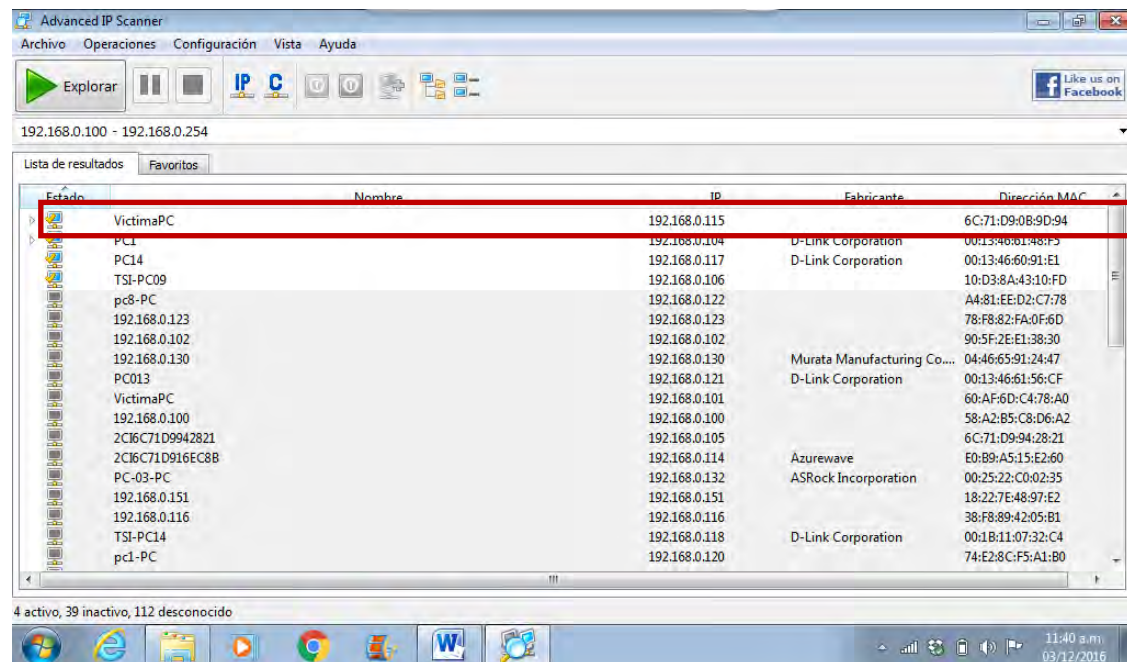 Advanced IP Scanner
Archivo Operaciones Configuración Vista Ayuda
Explorar IP C Like us on
Facebook
192.168.0.100 - 192.168.0.254
Lista de resultados Favoritos
Estado Nombre IP Fabricante Dirección MAC
VictimaPC 192.168.0.115 6C:71:D9:0B:9D:94
PC1 192.168.0.104 D-Link Corporation 00:13:46:61:48:F5
PC14 192.168.0.117 D-Link Corporation 00:13:46:60:91:E1
TSI-PC09 192.168.0.106 10:D3:8A:43:10:FD
pc8-PC 192.168.0.122 A4:81:EE:D2:C7:78
192.168.0.123 192.168.0.123 78:F8:82:FA:0F:6D
192.168.0.102 192.168.0.102 90:5F:2E:E1:38:30
192.168.0.130 192.168.0.130 Murata Manufacturing Co.... 04:46:65:91:24:47
PC013 192.168.0.121 D-Link Corporation 00:13:46:61:56:CF
VictimaPC 192.168.0.101 60:AF:6D:C4:78:A0
192.168.0.100 192.168.0.100 58:A2:B5:C8:D6:A2
2CI6C71D9942821 192.168.0.105 6C:71:D9:94:28:21
2CI6C71D916EC8B 192.168.0.114 Azurewave E0:B9:A5:15:E2:60
PC-03-PC 192.168.0.132 ASRock Incorporation 00:25:22:C0:02:35
192.168.0.151 192.168.0.151 18:22:7E:48:97:E2
192.168.0.116 192.168.0.116 38:F8:89:42:05:B1
TSI-PC14 192.168.0.118 D-Link Corporation 00:1B:11:07:32:C4
pc1-PC 192.168.0.120 74:E2:8C:F5:A1:B0
4 activo, 39 inactivo, 112 desconocido
11:40 a.m.
03/12/2016